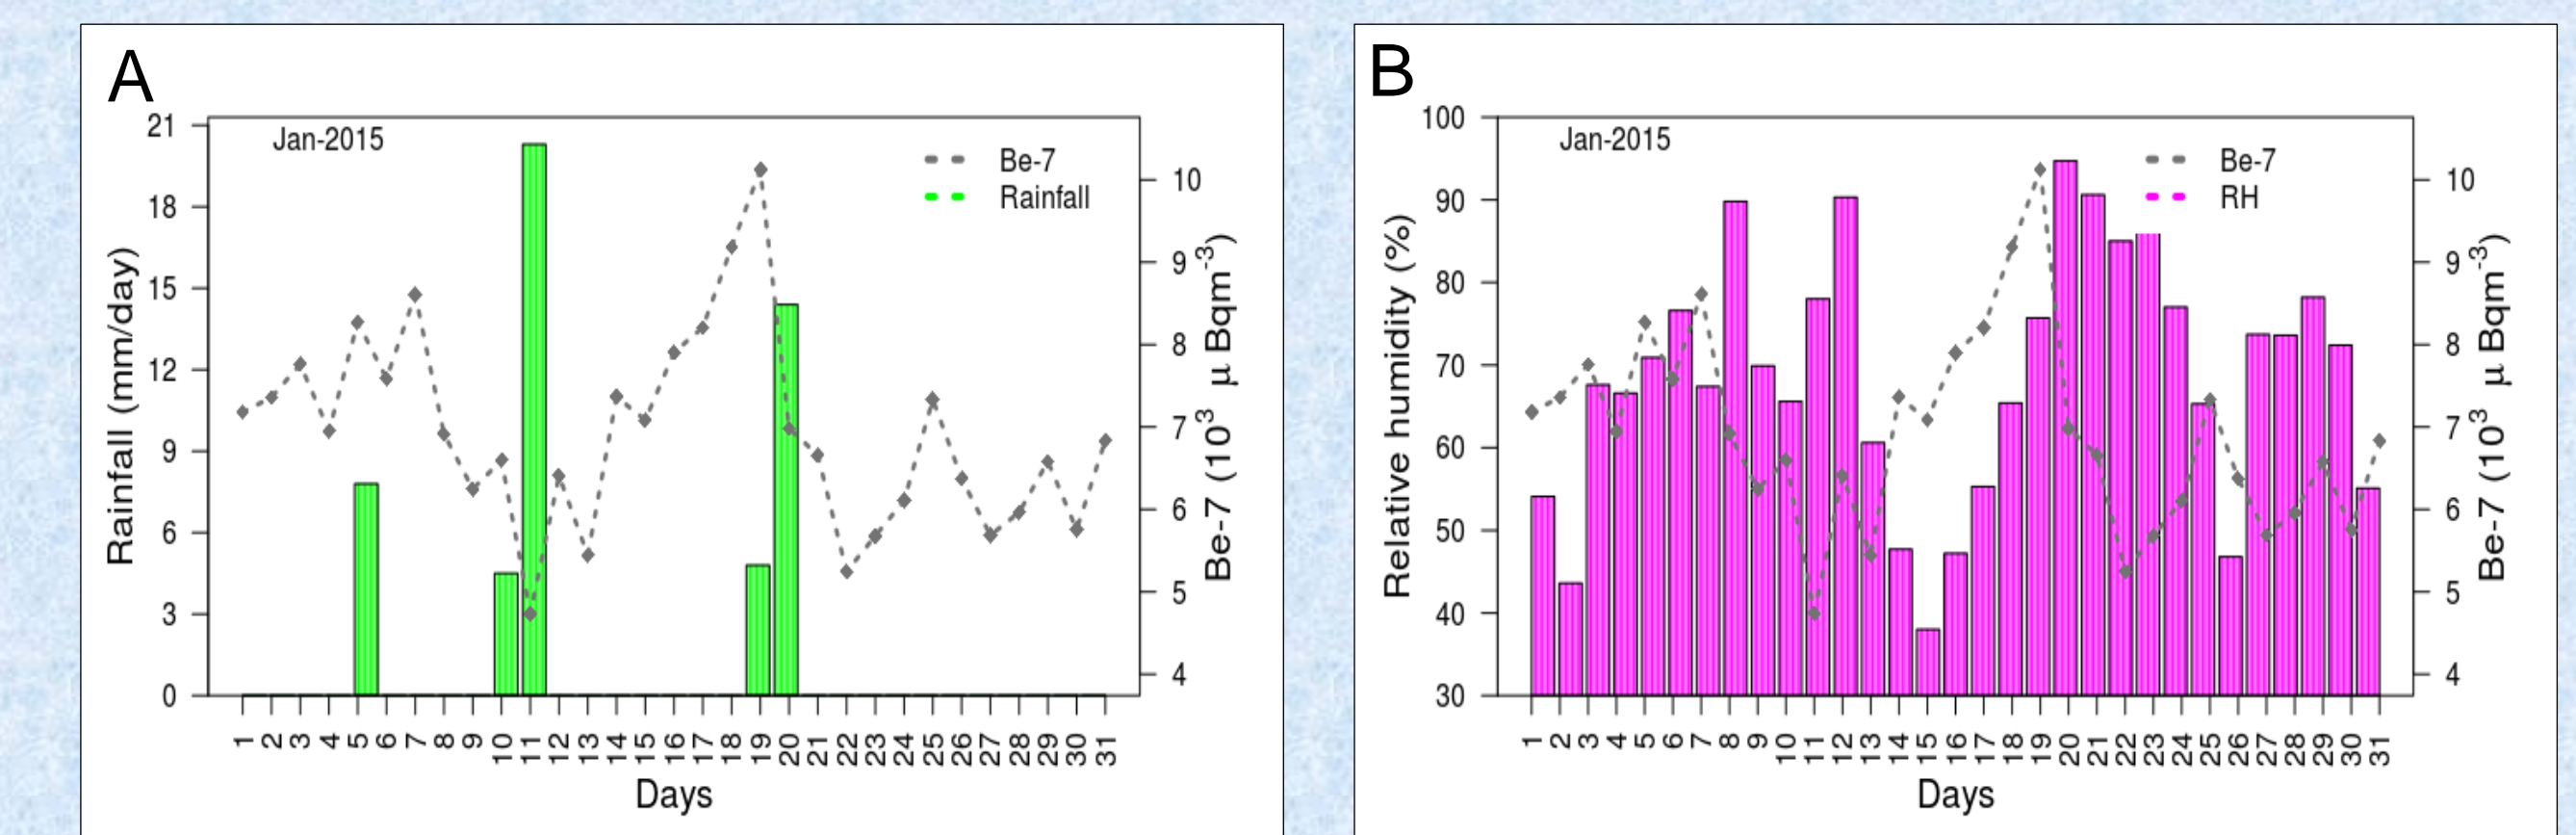 A
Jan-2015
Be-7
Rainfall
Rainfall (mm/day)
21
18
15
12
9
6
3
0
10
9
8
7
6
5
4
Be-7 (10³ µ Bqm⁻³)
1 2 3 4 5 6 7 8 9 10 11 12 13 14 15 16 17 18 19 20 21 22 23 24 25 26 27 28 29 30 31
Days
B
Jan-2015
Be-7
RH
Relative humidity (%)
100
90
80
70
60
50
40
30
10
9
8
7
6
5
4
Be-7 (10³ µ Bqm⁻³)
1 2 3 4 5 6 7 8 9 10 11 12 13 14 15 16 17 18 19 20 21 22 23 24 25 26 27 28 29 30 31
Days